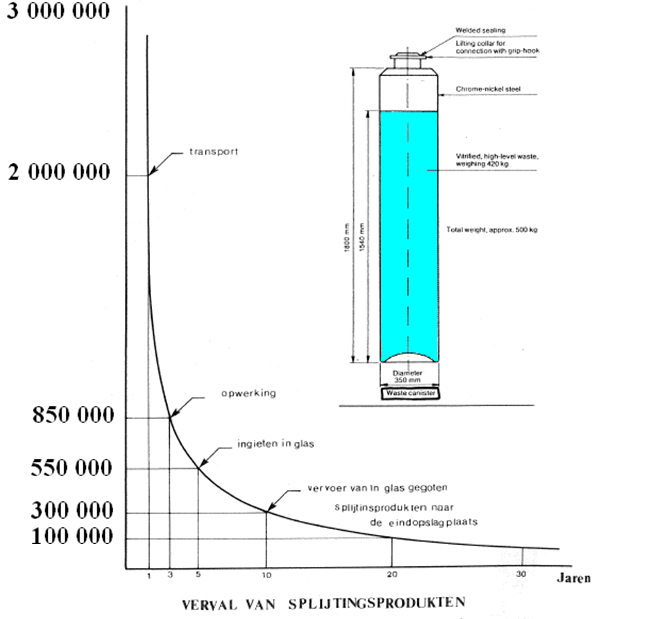 3 000 000
Welded sealing
Lifting collar for
connection with grip-hook
Chrome-nickel steel
transport
2 000 000
Vitrified, high-level waste,
weighing 420 kg
1800 mm
1540 mm
Total weight, approx. 500 kg
Diameter
350 mm
Waste canister
opwerking
850 000
ingieten in glas
550 000
vervoer van in glas gegoten
splijtinsprodukten naar
de eindopslagplaats
300 000
100 000
1 3 5 10 20 30 Jaren
VERVAL VAN SPLIJTINGSPRODUKTEN